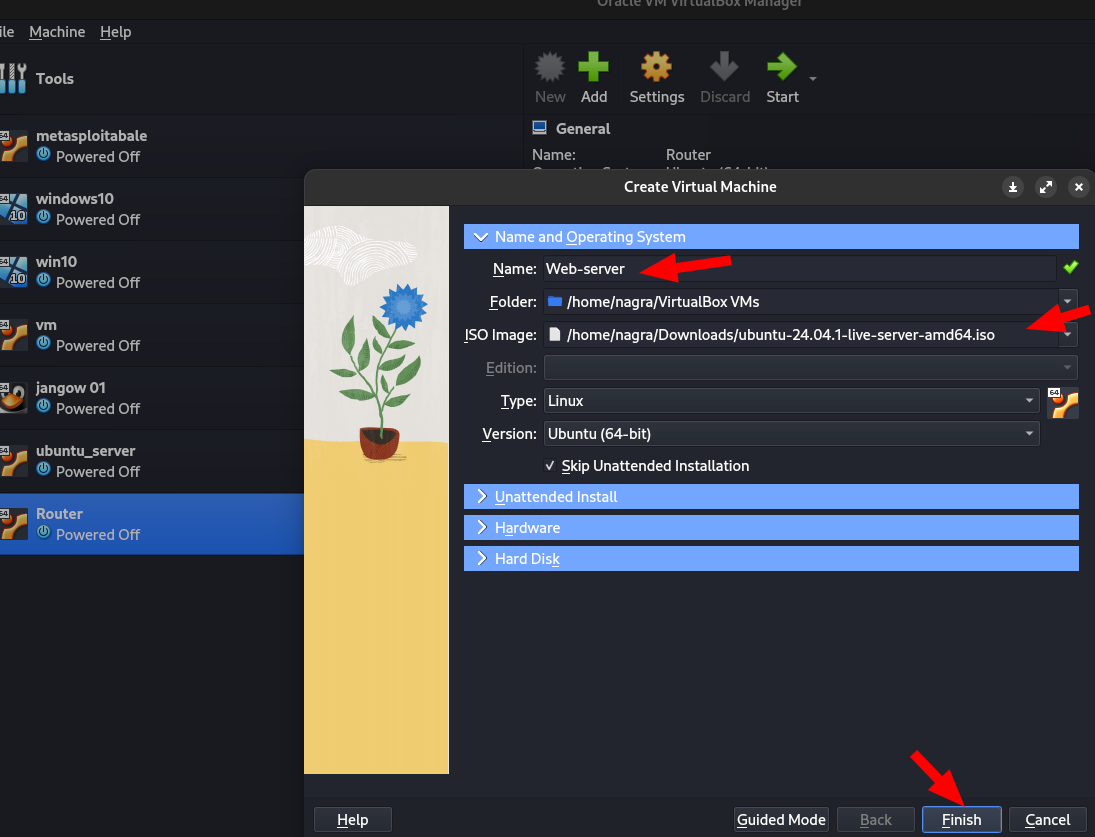 Oracle VM VirtualBox Manager
ile Machine Help
Tools
New Add Settings Discard Start
metasploitabale
Powered Off
windows10
Powered Off
win10
Powered Off
vm
Powered Off
jangow 01
Powered Off
ubuntu_server
Powered Off
Router
Powered Off
General
Name: Router
Create Virtual Machine
Name and Operating System
Name: Web-server
Folder: /home/nagra/VirtualBox VMs
ISO Image: /home/nagra/Downloads/ubuntu-24.04.1-live-server-amd64.iso
Edition:
Type: Linux
64
Version: Ubuntu (64-bit)
Skip Unattended Installation
Unattended Install
Hardware
Hard Disk
Help Guided Mode Back Finish Cancel